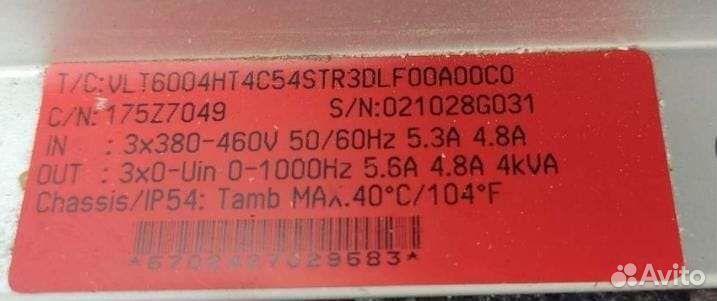 T/C:VLT6004HT4C54STR3DLF00A00C0
C/N:175Z7049 S/N:021028G031
IN : 3x380-460V 50/60Hz 5.3A 4.8A
OUT : 3x0-Uin 0-1000Hz 5.6A 4.8A 4kVA
Chassis/IP54: Tamb MAx.40°C/104°F
Avito